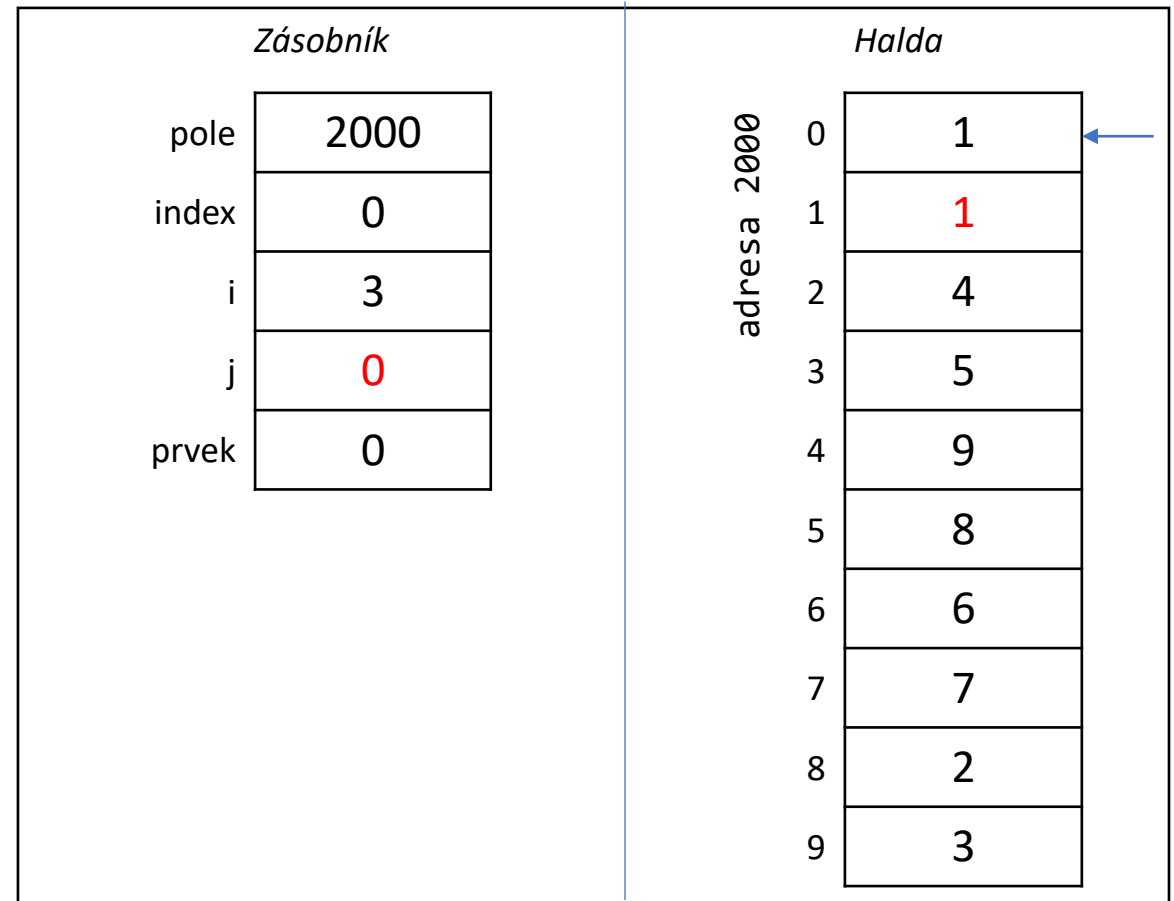 Zásobník
pole 2000
index 0
i 3
j 0
prvek 0
Halda
adresa 2000
0 1
1 1
2 4
3 5
4 9
5 8
6 6
7 7
8 2
9 3